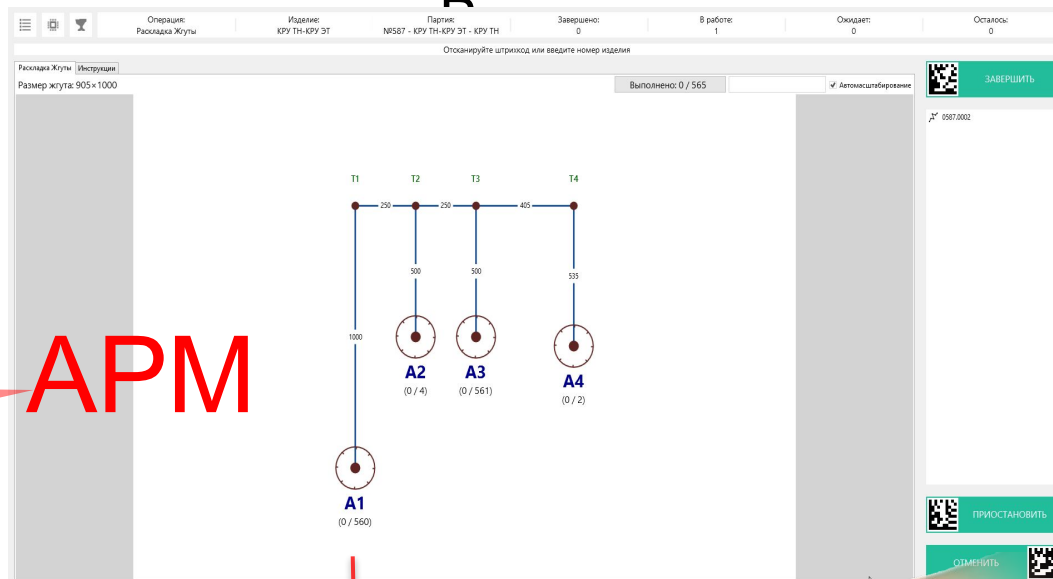 Операция: Изделие: Партия: Завершено: В работе: Ожидает: Осталось:
Раскладка Жгуты КРУ ТН-КРУ ЭТ №587 - КРУ ТН-КРУ ЭТ - КРУ ТН 0 1 0 0
Отсканируйте штрихкод или введите номер изделия
Раскладка Жгуты Инструкции
Размер жгута: 905×1000 Выполнено: 0 / 565 Автомасштабирование
ЗАВЕРШИТЬ
0587.0002
T1 T2 T3 T4
250 250 405
500 500 535
1000
АРМ
A2 A3 A4
(0 / 4) (0 / 561) (0 / 2)
A1
(0 / 560)
ПРИОСТАНОВИТЬ
ОТМЕНИТЬ